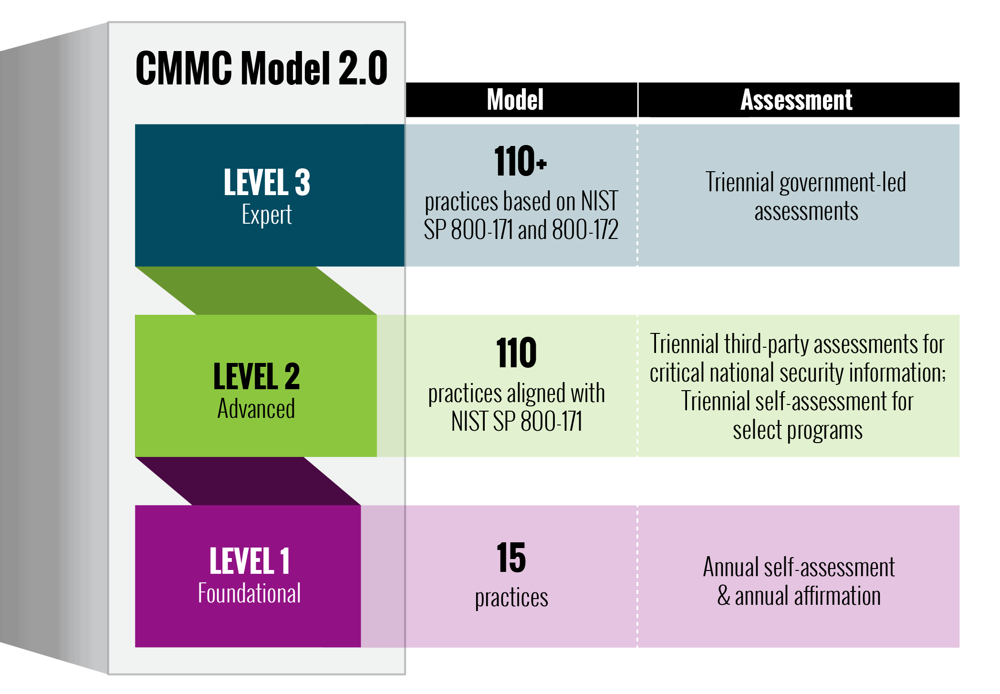 CMMC Model 2.0
Model
Assessment
LEVEL 3
Expert
110+
practices based on NIST
SP 800-171 and 800-172
Triennial government-led
assessments
LEVEL 2
Advanced
110
practices aligned with
NIST SP 800-171
Triennial third-party assessments for
critical national security information;
Triennial self-assessment for
select programs
LEVEL 1
Foundational
15
practices
Annual self-assessment
& annual affirmation